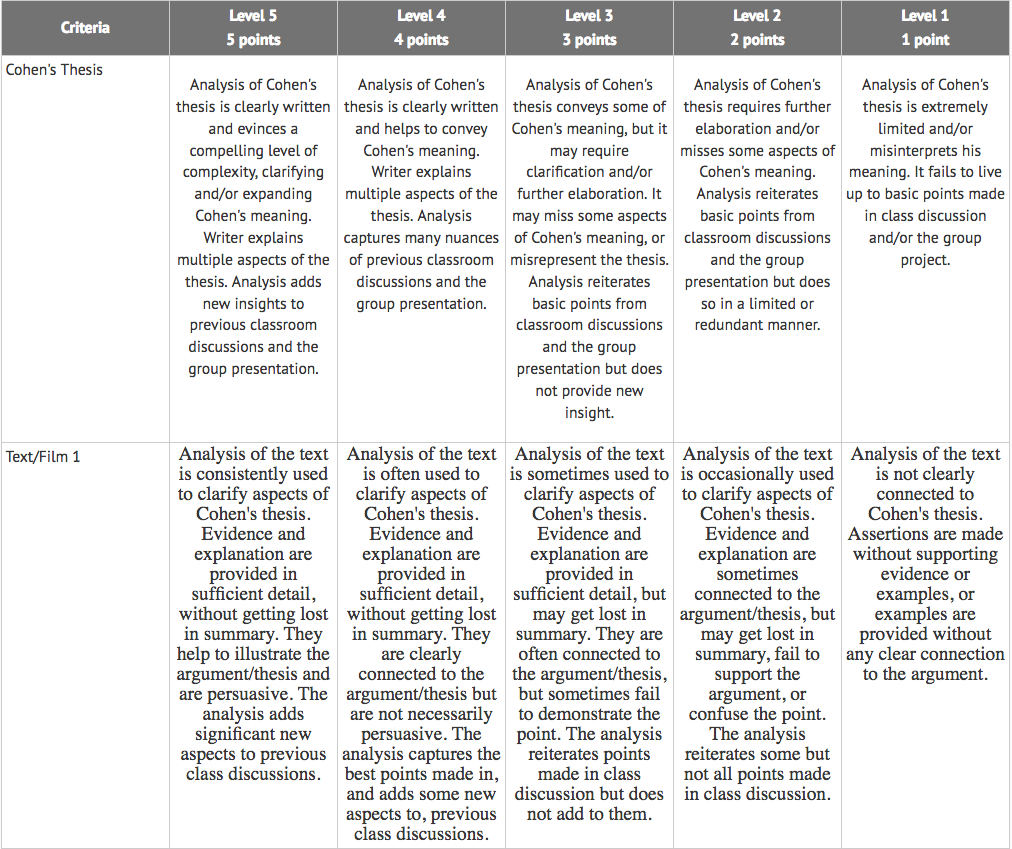 Criteria
Level 5
5 points
Level 4
4 points
Level 3
3 points
Level 2
2 points
Level 1
1 point
Cohen's Thesis
Analysis of Cohen's
thesis is clearly written
and evinces a
compelling level of
complexity, clarifying
and/or expanding
Cohen's meaning.
Writer explains
multiple aspects of the
thesis. Analysis adds
new insights to
previous classroom
discussions and the
group presentation.
Analysis of Cohen's
thesis is clearly written
and helps to convey
Cohen's meaning.
Writer explains
multiple aspects of the
thesis. Analysis
captures many nuances
of previous classroom
discussions and the
group presentation.
Analysis of Cohen's
thesis conveys some of
Cohen's meaning, but it
may require
clarification and/or
further elaboration. It
may miss some aspects
of Cohen's meaning, or
misrepresent the thesis.
Analysis reiterates
basic points from
classroom discussions
and the group
presentation but does
not provide new
insight.
Analysis of Cohen's
thesis requires further
elaboration and/or
misses some aspects of
Cohen's meaning.
Analysis reiterates
basic points from
classroom discussions
and the group
presentation but does
so in a limited or
redundant manner.
Analysis of Cohen's
thesis is extremely
limited and/or
misinterprets his
meaning. It fails to live
up to basic points made
in class discussion
and/or the group
project.
Text/Film 1
Analysis of the text
is consistently used
to clarify aspects of
Cohen's thesis.
Evidence and
explanation are
provided in
sufficient detail,
without getting lost
in summary. They
help to illustrate the
argument/thesis and
are persuasive. The
analysis adds
significant new
aspects to previous
class discussions.
Analysis of the text
is often used to
clarify aspects of
Cohen's thesis.
Evidence and
explanation are
provided in
sufficient detail,
without getting lost
in summary. They
are clearly
connected to the
argument/thesis but
are not necessarily
persuasive. The
analysis captures the
best points made in,
and adds some new
aspects to, previous
class discussions.
Analysis of the text
is sometimes used to
clarify aspects of
Cohen's thesis.
Evidence and
explanation are
provided in
sufficient detail, but
may get lost in
summary. They are
often connected to
the argument/thesis,
but sometimes fail
to demonstrate the
point. The analysis
reiterates points
made in class
discussion but does
not add to them.
Analysis of the text
is occasionally used
to clarify aspects of
Cohen's thesis.
Evidence and
explanation are
sometimes
connected to the
argument/thesis, but
may get lost in
summary, fail to
support the
argument, or
confuse the point.
The analysis
reiterates some but
not all points made
in class discussion.
Analysis of the text
is not clearly
connected to
Cohen's thesis.
Assertions are made
without supporting
evidence or
examples, or
examples are
provided without
any clear connection
to the argument.